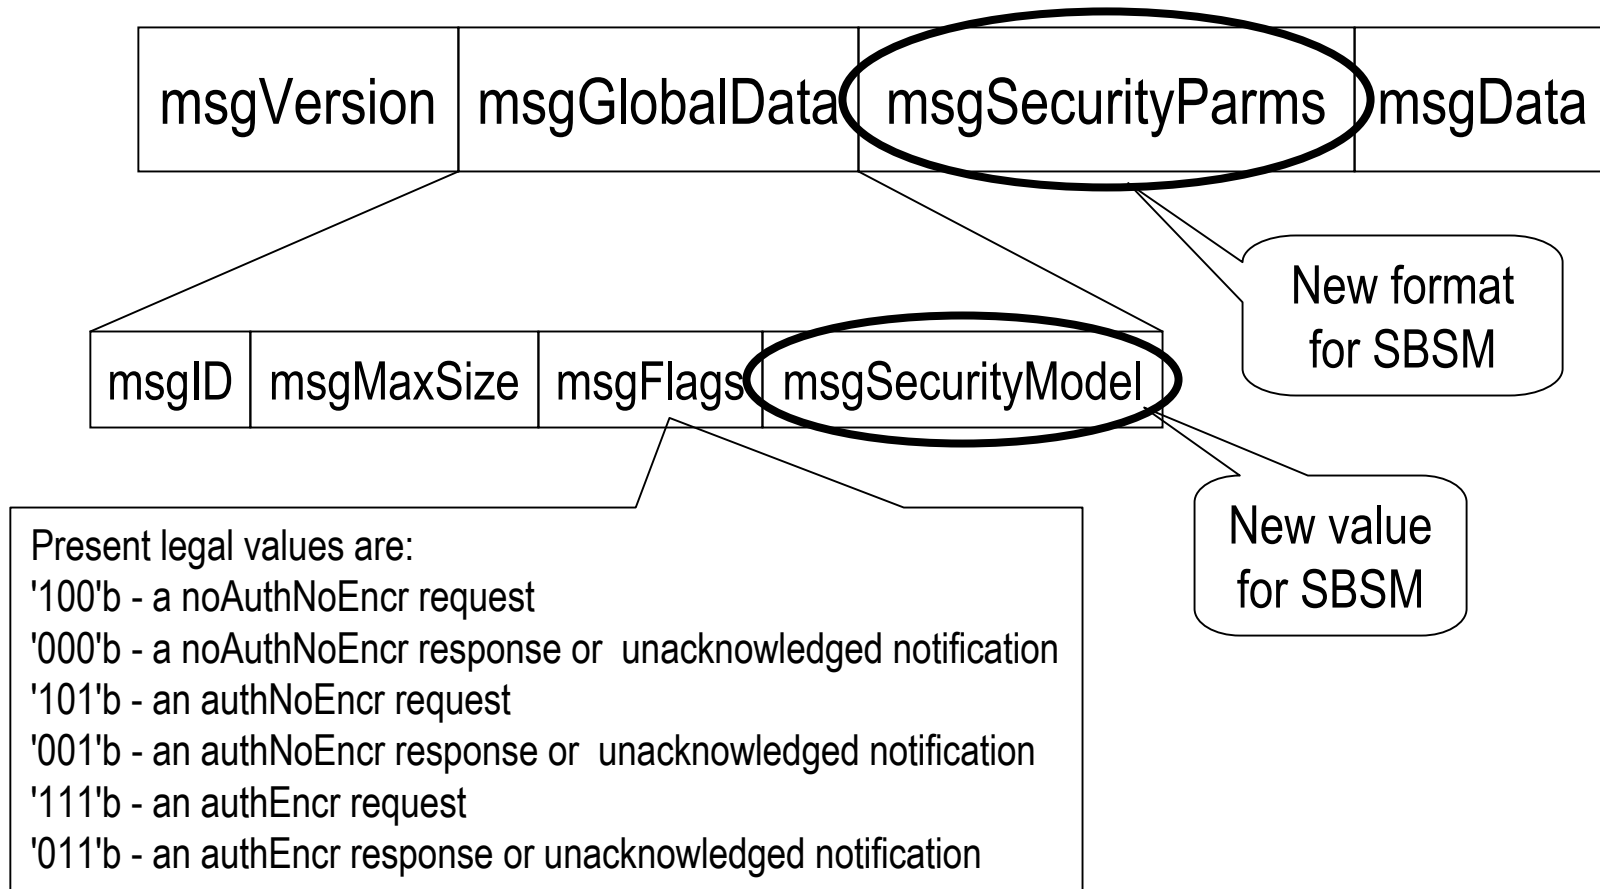 msgVersion msgGlobalData msgSecurityParms msgData
New format
for SBSM
msgID msgMaxSize msgFlags msgSecurityModel
New value
for SBSM
Present legal values are:
'100'b - a noAuthNoEncr request
'000'b - a noAuthNoEncr response or  unacknowledged notification
'101'b - an authNoEncr request
'001'b - an authNoEncr response or  unacknowledged notification
'111'b - an authEncr request
'011'b - an authEncr response or unacknowledged notification